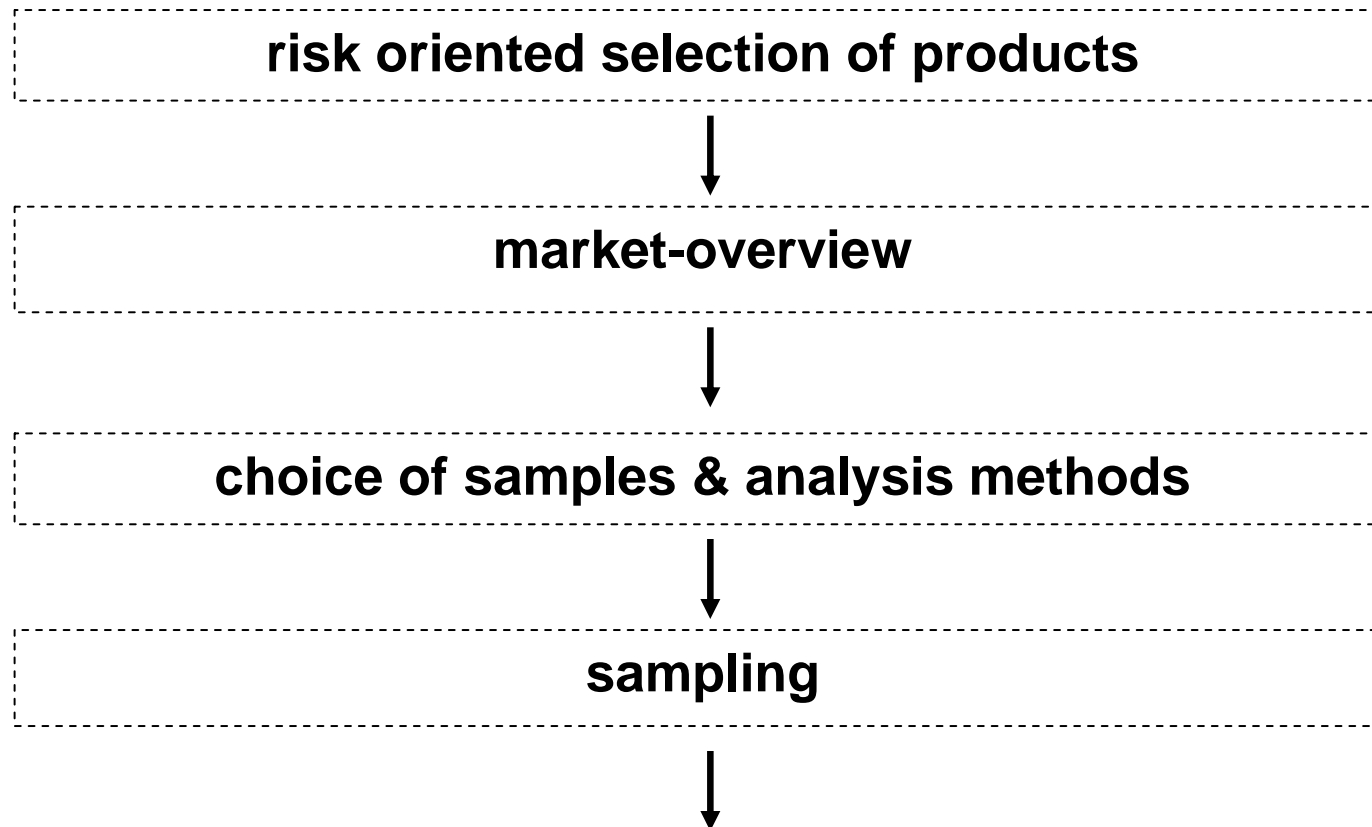 risk oriented selection of products
market-overview
choice of samples & analysis methods
sampling